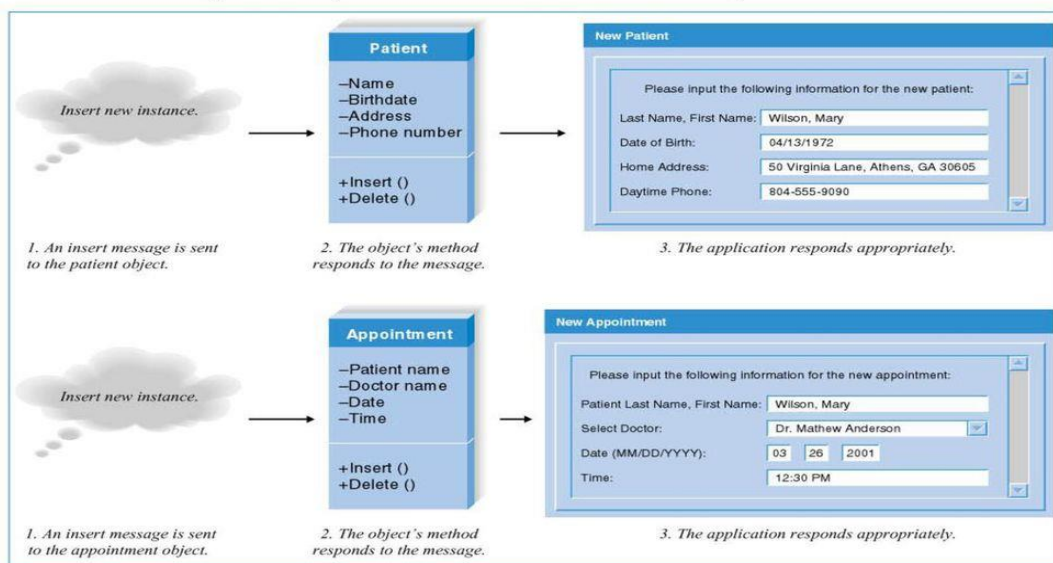 Insert new instance.
Patient
–Name
–Birthdate
–Address
–Phone number
+Insert ()
+Delete ()
New Patient
Please input the following information for the new patient:
Last Name, First Name: Wilson, Mary
Date of Birth: 04/13/1972
Home Address: 50 Virginia Lane, Athens, GA 30605
Daytime Phone: 804-555-9090
1. An insert message is sent
to the patient object.
2. The object's method
responds to the message.
3. The application responds appropriately.
Insert new instance.
Appointment
–Patient name
–Doctor name
–Date
–Time
+Insert ()
+Delete ()
New Appointment
Please input the following information for the new appointment:
Patient Last Name, First Name: Wilson, Mary
Select Doctor: Dr. Mathew Anderson
Date (MM/DD/YYYY): 03 26 2001
Time: 12:30 PM
1. An insert message is sent
to the appointment object.
2. The object's method
responds to the message.
3. The application responds appropriately.